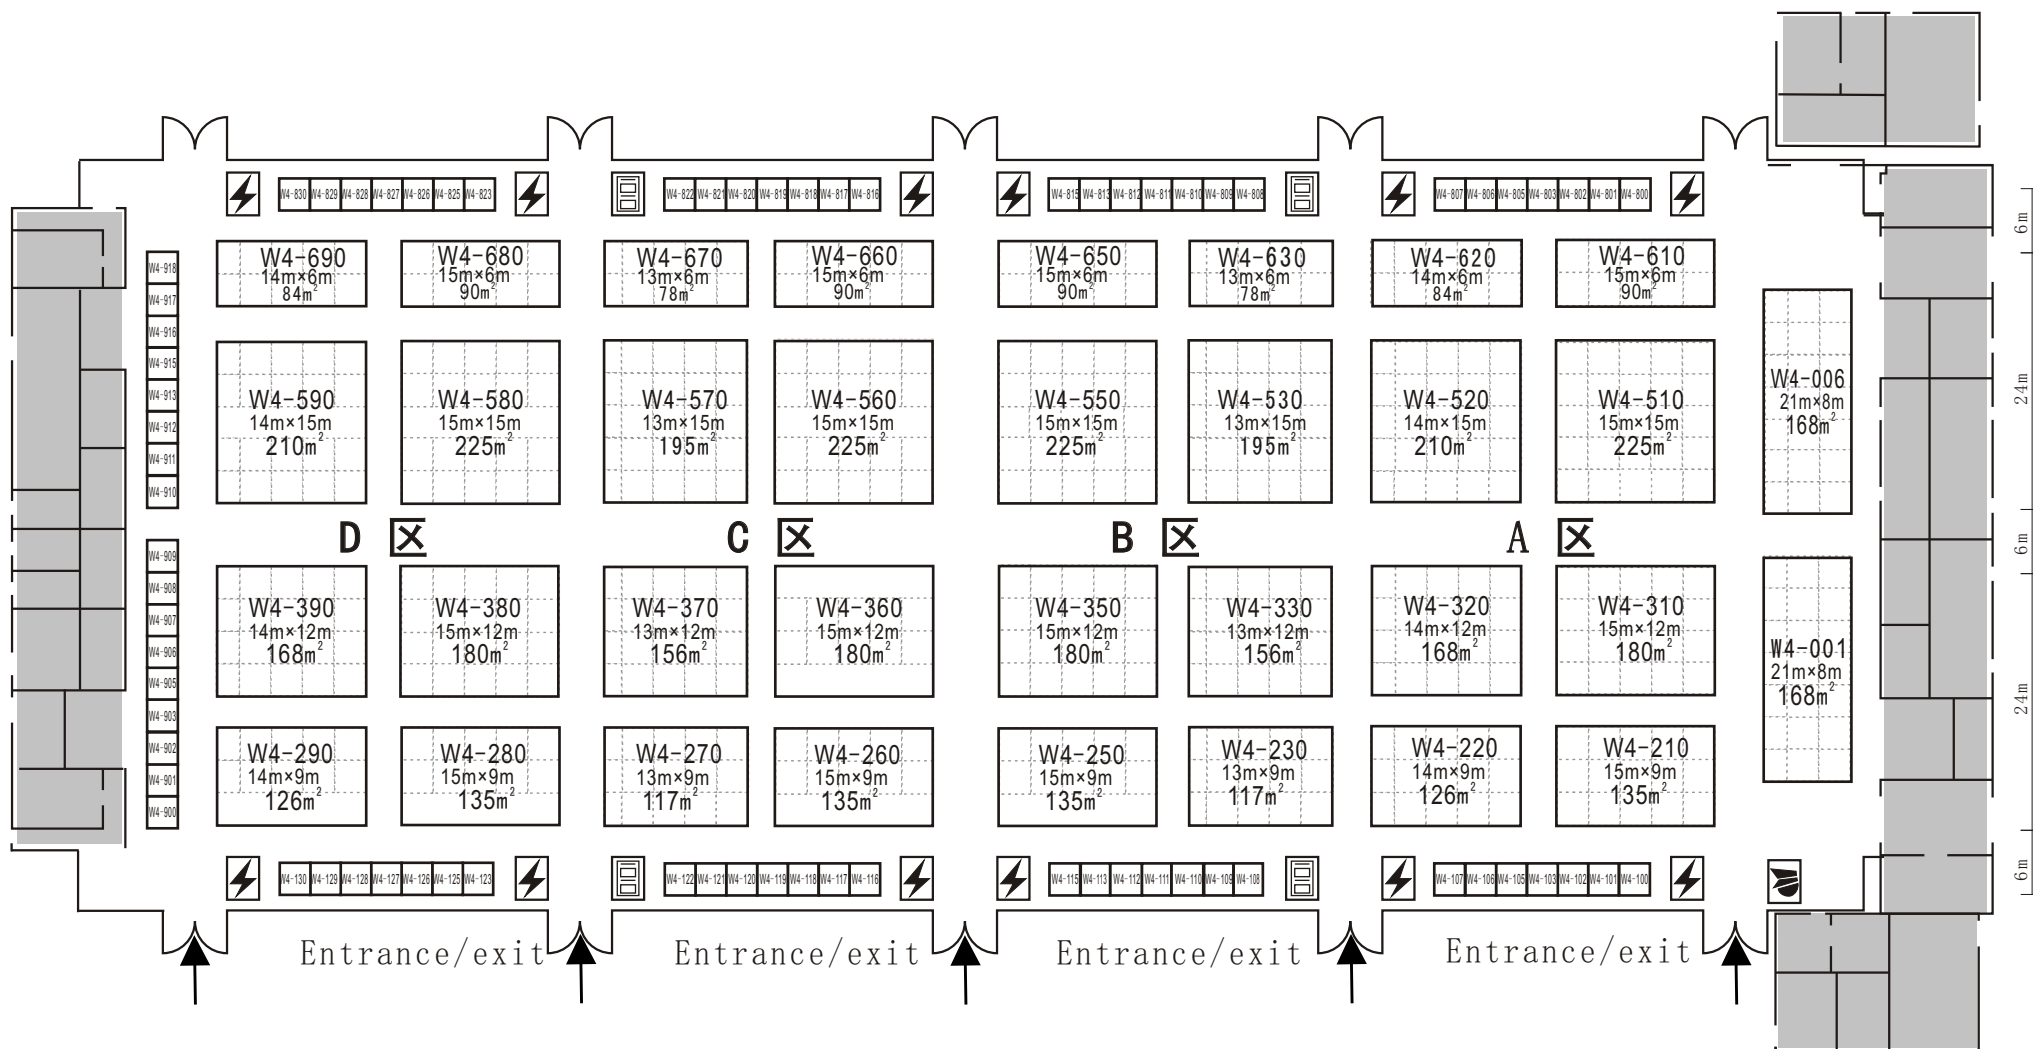 W4-830 W4-829 W4-828 W4-827 W4-826 W4-825 W4-823
W4-822 W4-821 W4-820 W4-819 W4-818 W4-817 W4-816
W4-815 W4-813 W4-812 W4-811 W4-810 W4-809 W4-808
W4-807 W4-806 W4-805 W4-803 W4-802 W4-801 W4-800
W4-690
14m×6m
84m²
W4-680
15m×6m
90m²
W4-670
13m×6m
78m²
W4-660
15m×6m
90m²
W4-650
15m×6m
90m²
W4-630
13m×6m
78m²
W4-620
14m×6m
84m²
W4-610
15m×6m
90m²
W4-918
W4-917
W4-916
W4-915
W4-913
W4-912
W4-911
W4-910
W4-590
14m×15m
210m²
W4-580
15m×15m
225m²
W4-570
13m×15m
195m²
W4-560
15m×15m
225m²
W4-550
15m×15m
225m²
W4-530
13m×15m
195m²
W4-520
14m×15m
210m²
W4-510
15m×15m
225m²
W4-006
21m×8m
168m²
D 区
C 区
B 区
A 区
W4-909
W4-908
W4-907
W4-906
W4-905
W4-903
W4-902
W4-901
W4-900
W4-390
14m×12m
168m²
W4-380
15m×12m
180m²
W4-370
13m×12m
156m²
W4-360
15m×12m
180m²
W4-350
15m×12m
180m²
W4-330
13m×12m
156m²
W4-320
14m×12m
168m²
W4-310
15m×12m
180m²
W4-001
21m×8m
168m²
W4-290
14m×9m
126m²
W4-280
15m×9m
135m²
W4-270
13m×9m
117m²
W4-260
15m×9m
135m²
W4-250
15m×9m
135m²
W4-230
13m×9m
117m²
W4-220
14m×9m
126m²
W4-210
15m×9m
135m²
W4-130 W4-129 W4-128 W4-127 W4-126 W4-125 W4-123
W4-122 W4-121 W4-120 W4-119 W4-118 W4-117 W4-116
W4-115 W4-113 W4-112 W4-111 W4-110 W4-109 W4-108
W4-107 W4-106 W4-105 W4-103 W4-102 W4-101 W4-100
Entrance/exit
Entrance/exit
Entrance/exit
Entrance/exit
6m
24m
6m
24m
6m